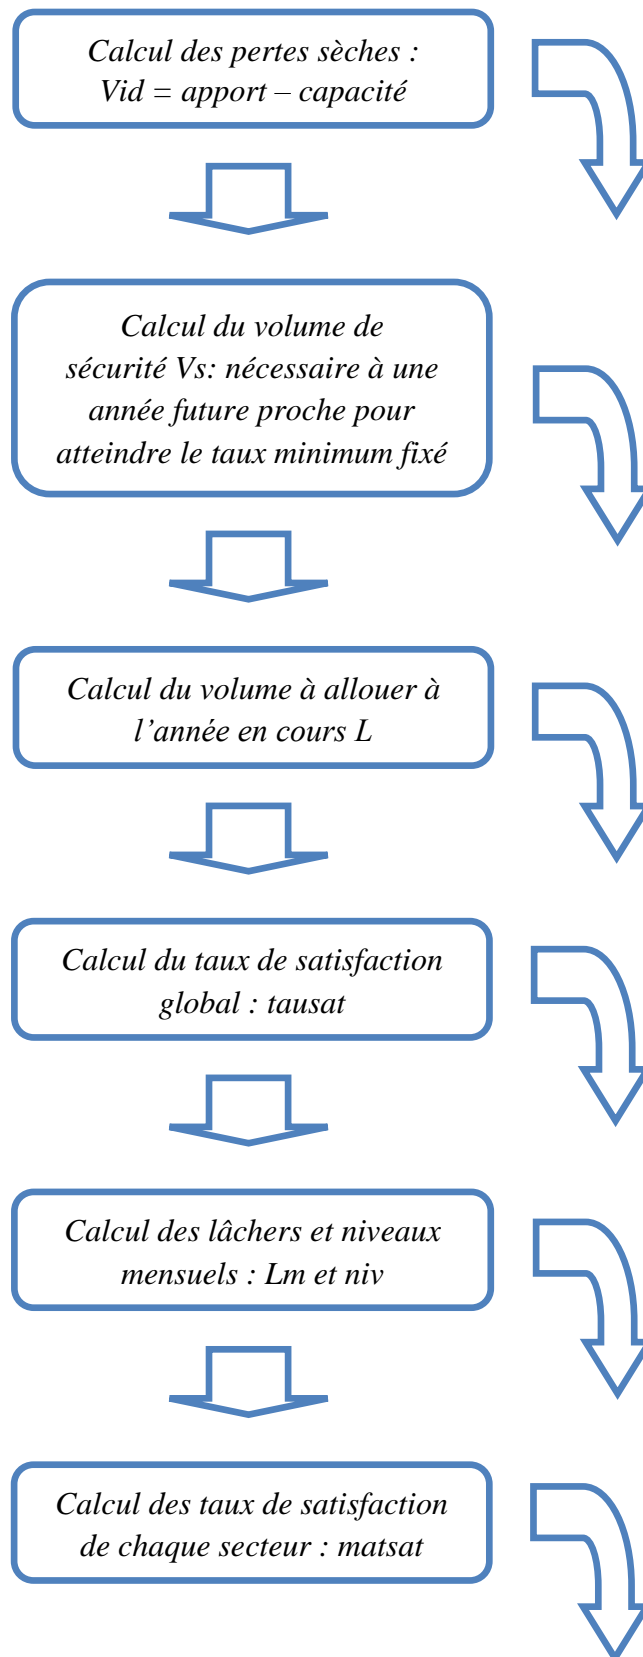 Calcul des pertes sèches :
Vid = apport – capacité
Calcul du volume de
sécurité Vs: nécessaire à une
année future proche pour
atteindre le taux minimum fixé
Calcul du volume à allouer à
l’année en cours L
Calcul du taux de satisfaction
global : tausat
Calcul des lâchers et niveaux
mensuels : Lm et niv
Calcul des taux de satisfaction
de chaque secteur : matsat